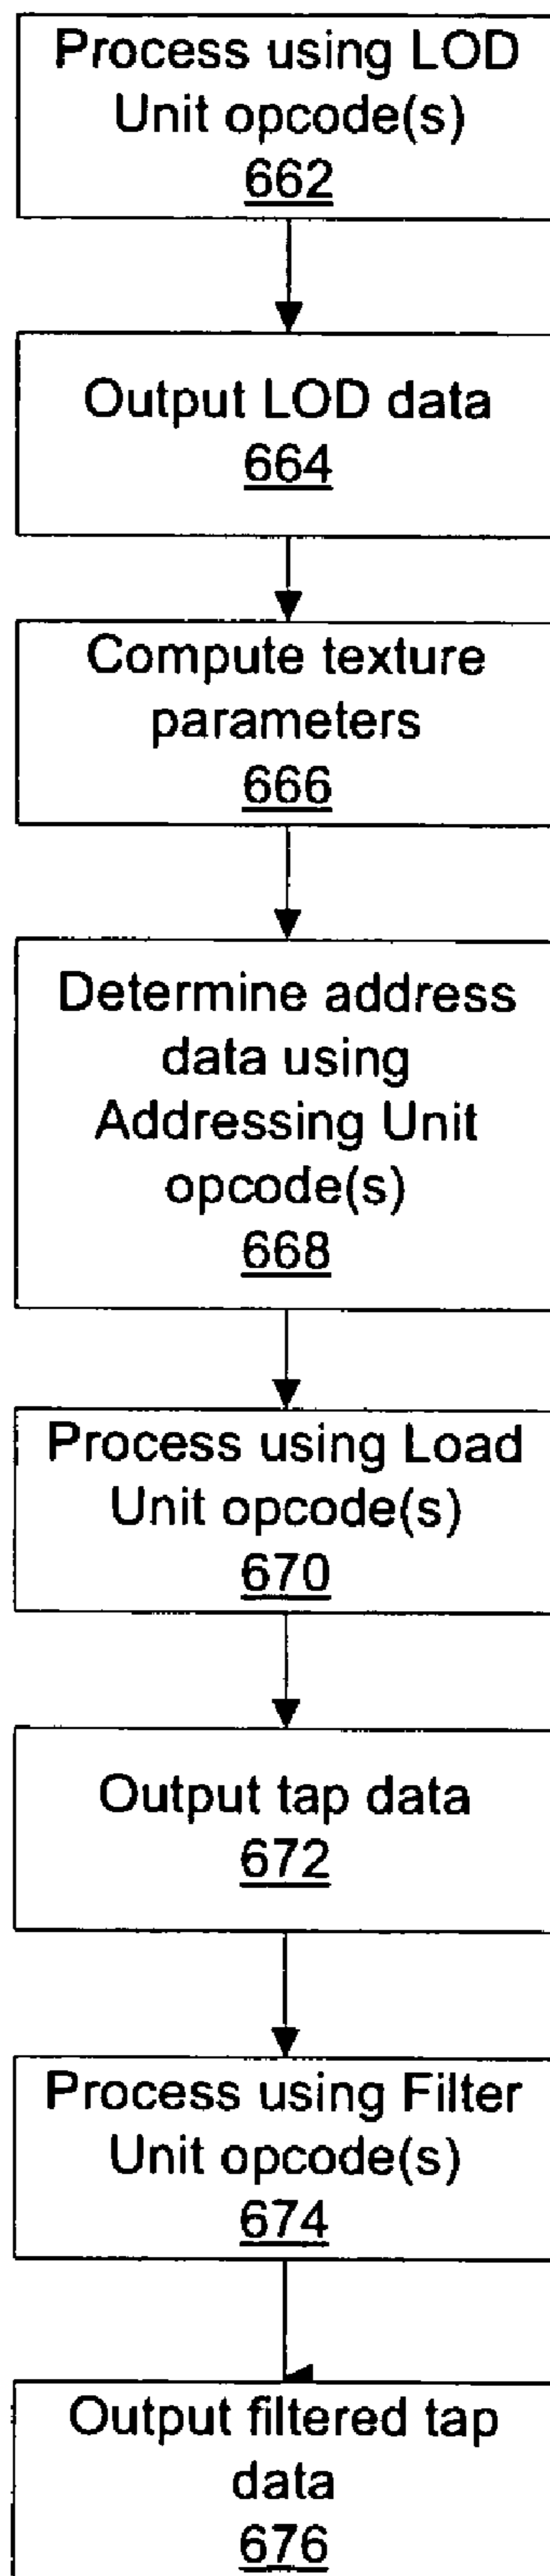 Process using LOD
Unit opcode(s)
662
Output LOD data
664
Compute texture
parameters
666
Determine address
data using
Addressing Unit
opcode(s)
668
Process using Load
Unit opcode(s)
670
Output tap data
672
Process using Filter
Unit opcode(s)
674
Output filtered tap
data
676